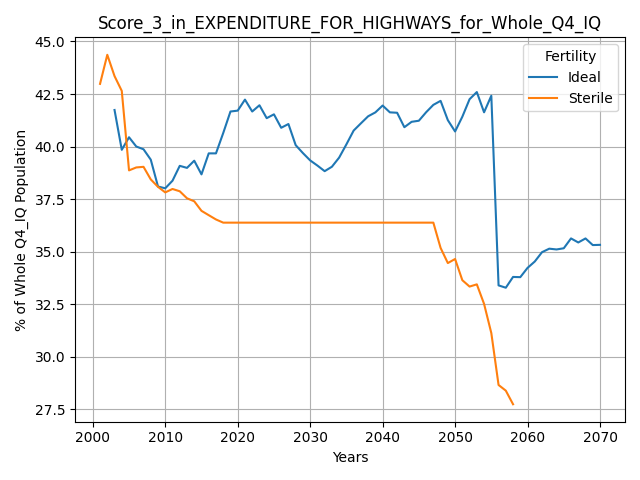 Score_3_in_EXPENDITURE_FOR_HIGHWAYS_for_Whole_Q4_IQ
Fertility
Ideal
Sterile
% of Whole Q4_IQ Population
45.0
42.5
40.0
37.5
35.0
32.5
30.0
27.5
2000 2010 2020 2030 2040 2050 2060 2070
Years